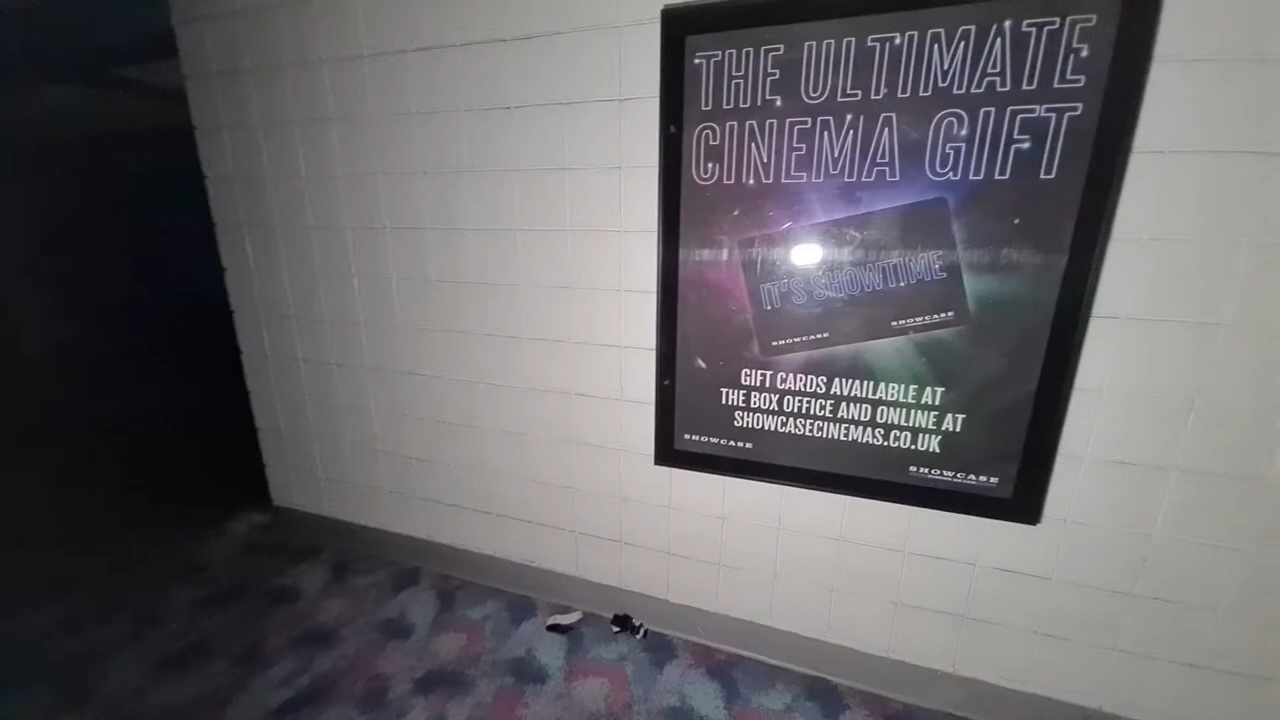 THE ULTIMATE
CINEMA GIFT
IT'S SHOWTIME
SHOWCASE
SHOWCASE
GIFT CARDS AVAILABLE AT
THE BOX OFFICE AND ONLINE AT
SHOWCASECINEMAS.CO.UK
SHOWCASE
SHOWCASE